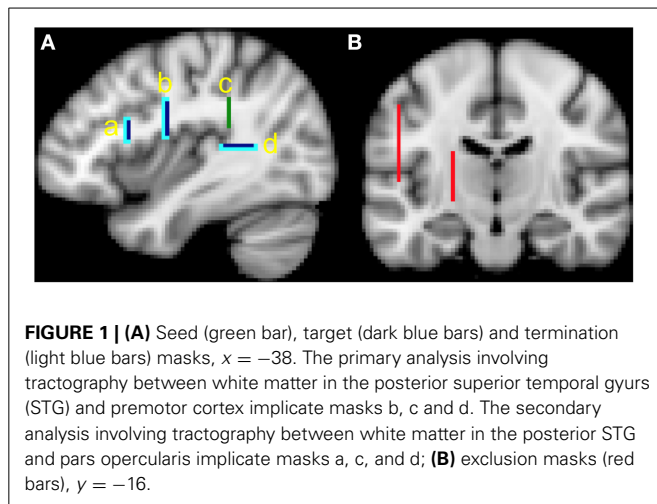 A
B
b
c
a
d
FIGURE 1 | (A) Seed (green bar), target (dark blue bars) and termination
(light blue bars) masks, x = −38. The primary analysis involving
tractography between white matter in the posterior superior temporal gyurs
(STG) and premotor cortex implicate masks b, c and d. The secondary
analysis involving tractography between white matter in the posterior STG
and pars opercularis implicate masks a, c, and d; (B) exclusion masks (red
bars), y = −16.